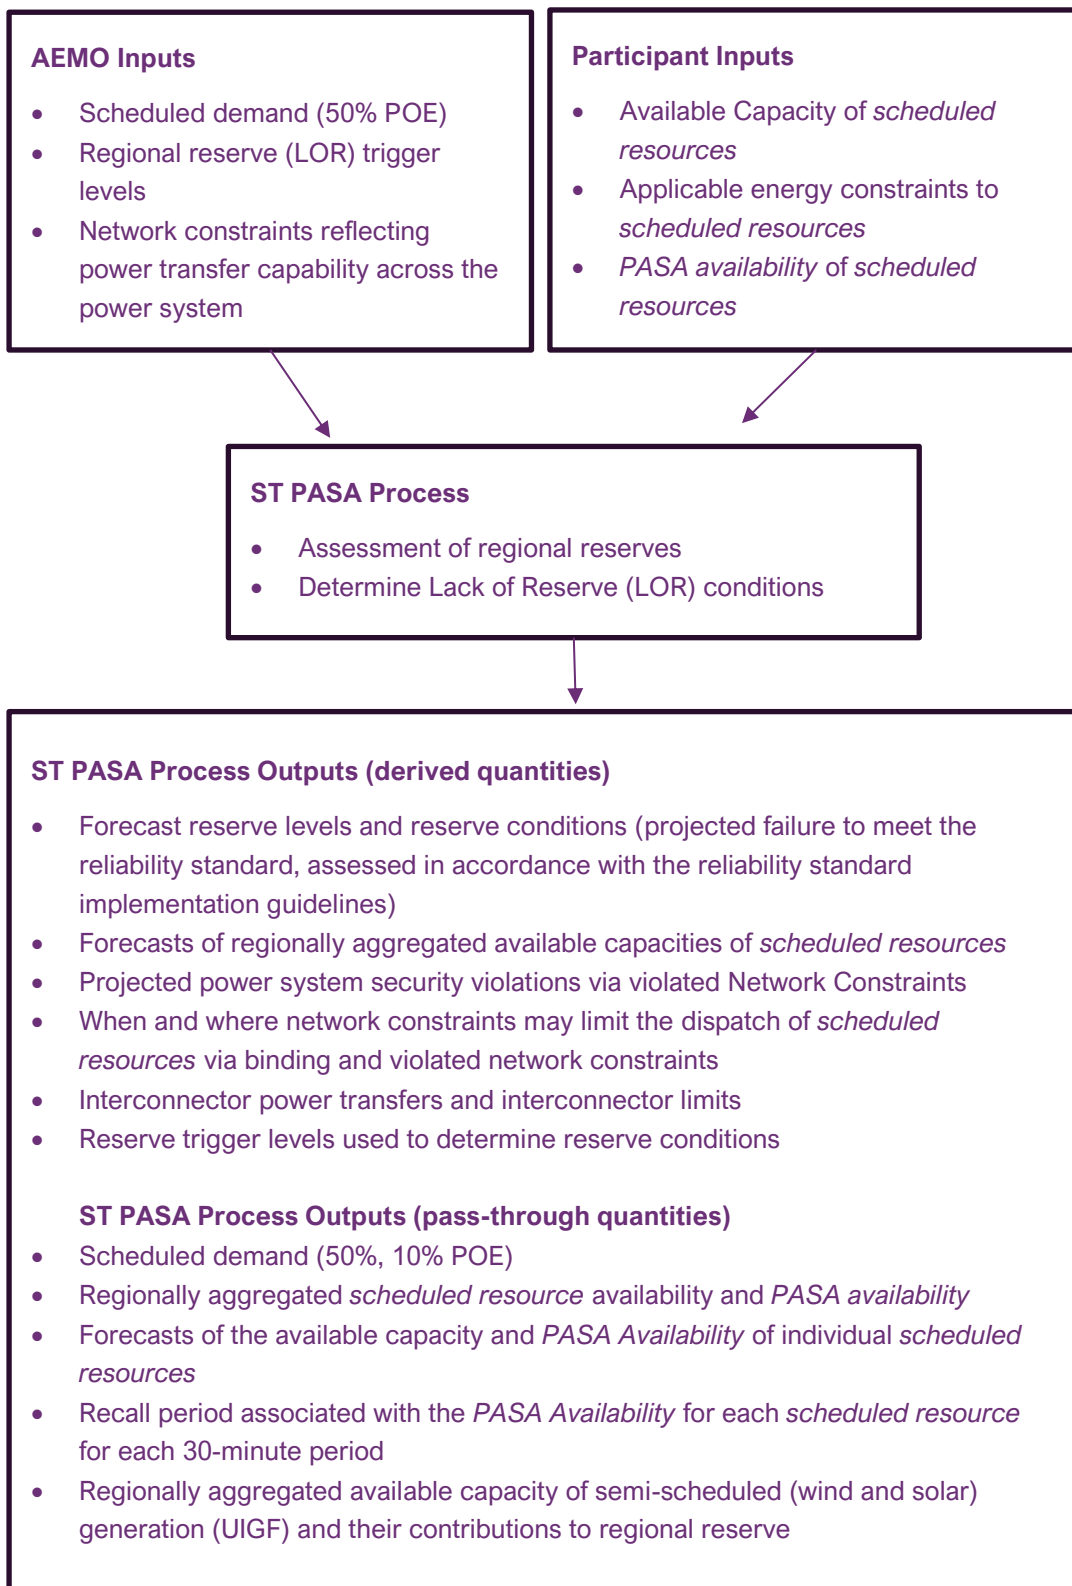 AEMO Inputs
• Scheduled demand (50% POE)
• Regional reserve (LOR) trigger
levels
• Network constraints reflecting
power transfer capability across the
power system
Participant Inputs
• Available Capacity of scheduled
resources
• Applicable energy constraints to
scheduled resources
• PASA availability of scheduled
resources
ST PASA Process
• Assessment of regional reserves
• Determine Lack of Reserve (LOR) conditions
ST PASA Process Outputs (derived quantities)
• Forecast reserve levels and reserve conditions (projected failure to meet the
reliability standard, assessed in accordance with the reliability standard
implementation guidelines)
• Forecasts of regionally aggregated available capacities of scheduled resources
• Projected power system security violations via violated Network Constraints
• When and where network constraints may limit the dispatch of scheduled
resources via binding and violated network constraints
• Interconnector power transfers and interconnector limits
• Reserve trigger levels used to determine reserve conditions
ST PASA Process Outputs (pass-through quantities)
• Scheduled demand (50%, 10% POE)
• Regionally aggregated scheduled resource availability and PASA availability
• Forecasts of the available capacity and PASA Availability of individual scheduled
resources
• Recall period associated with the PASA Availability for each scheduled resource
for each 30-minute period
• Regionally aggregated available capacity of semi-scheduled (wind and solar)
generation (UIGF) and their contributions to regional reserve